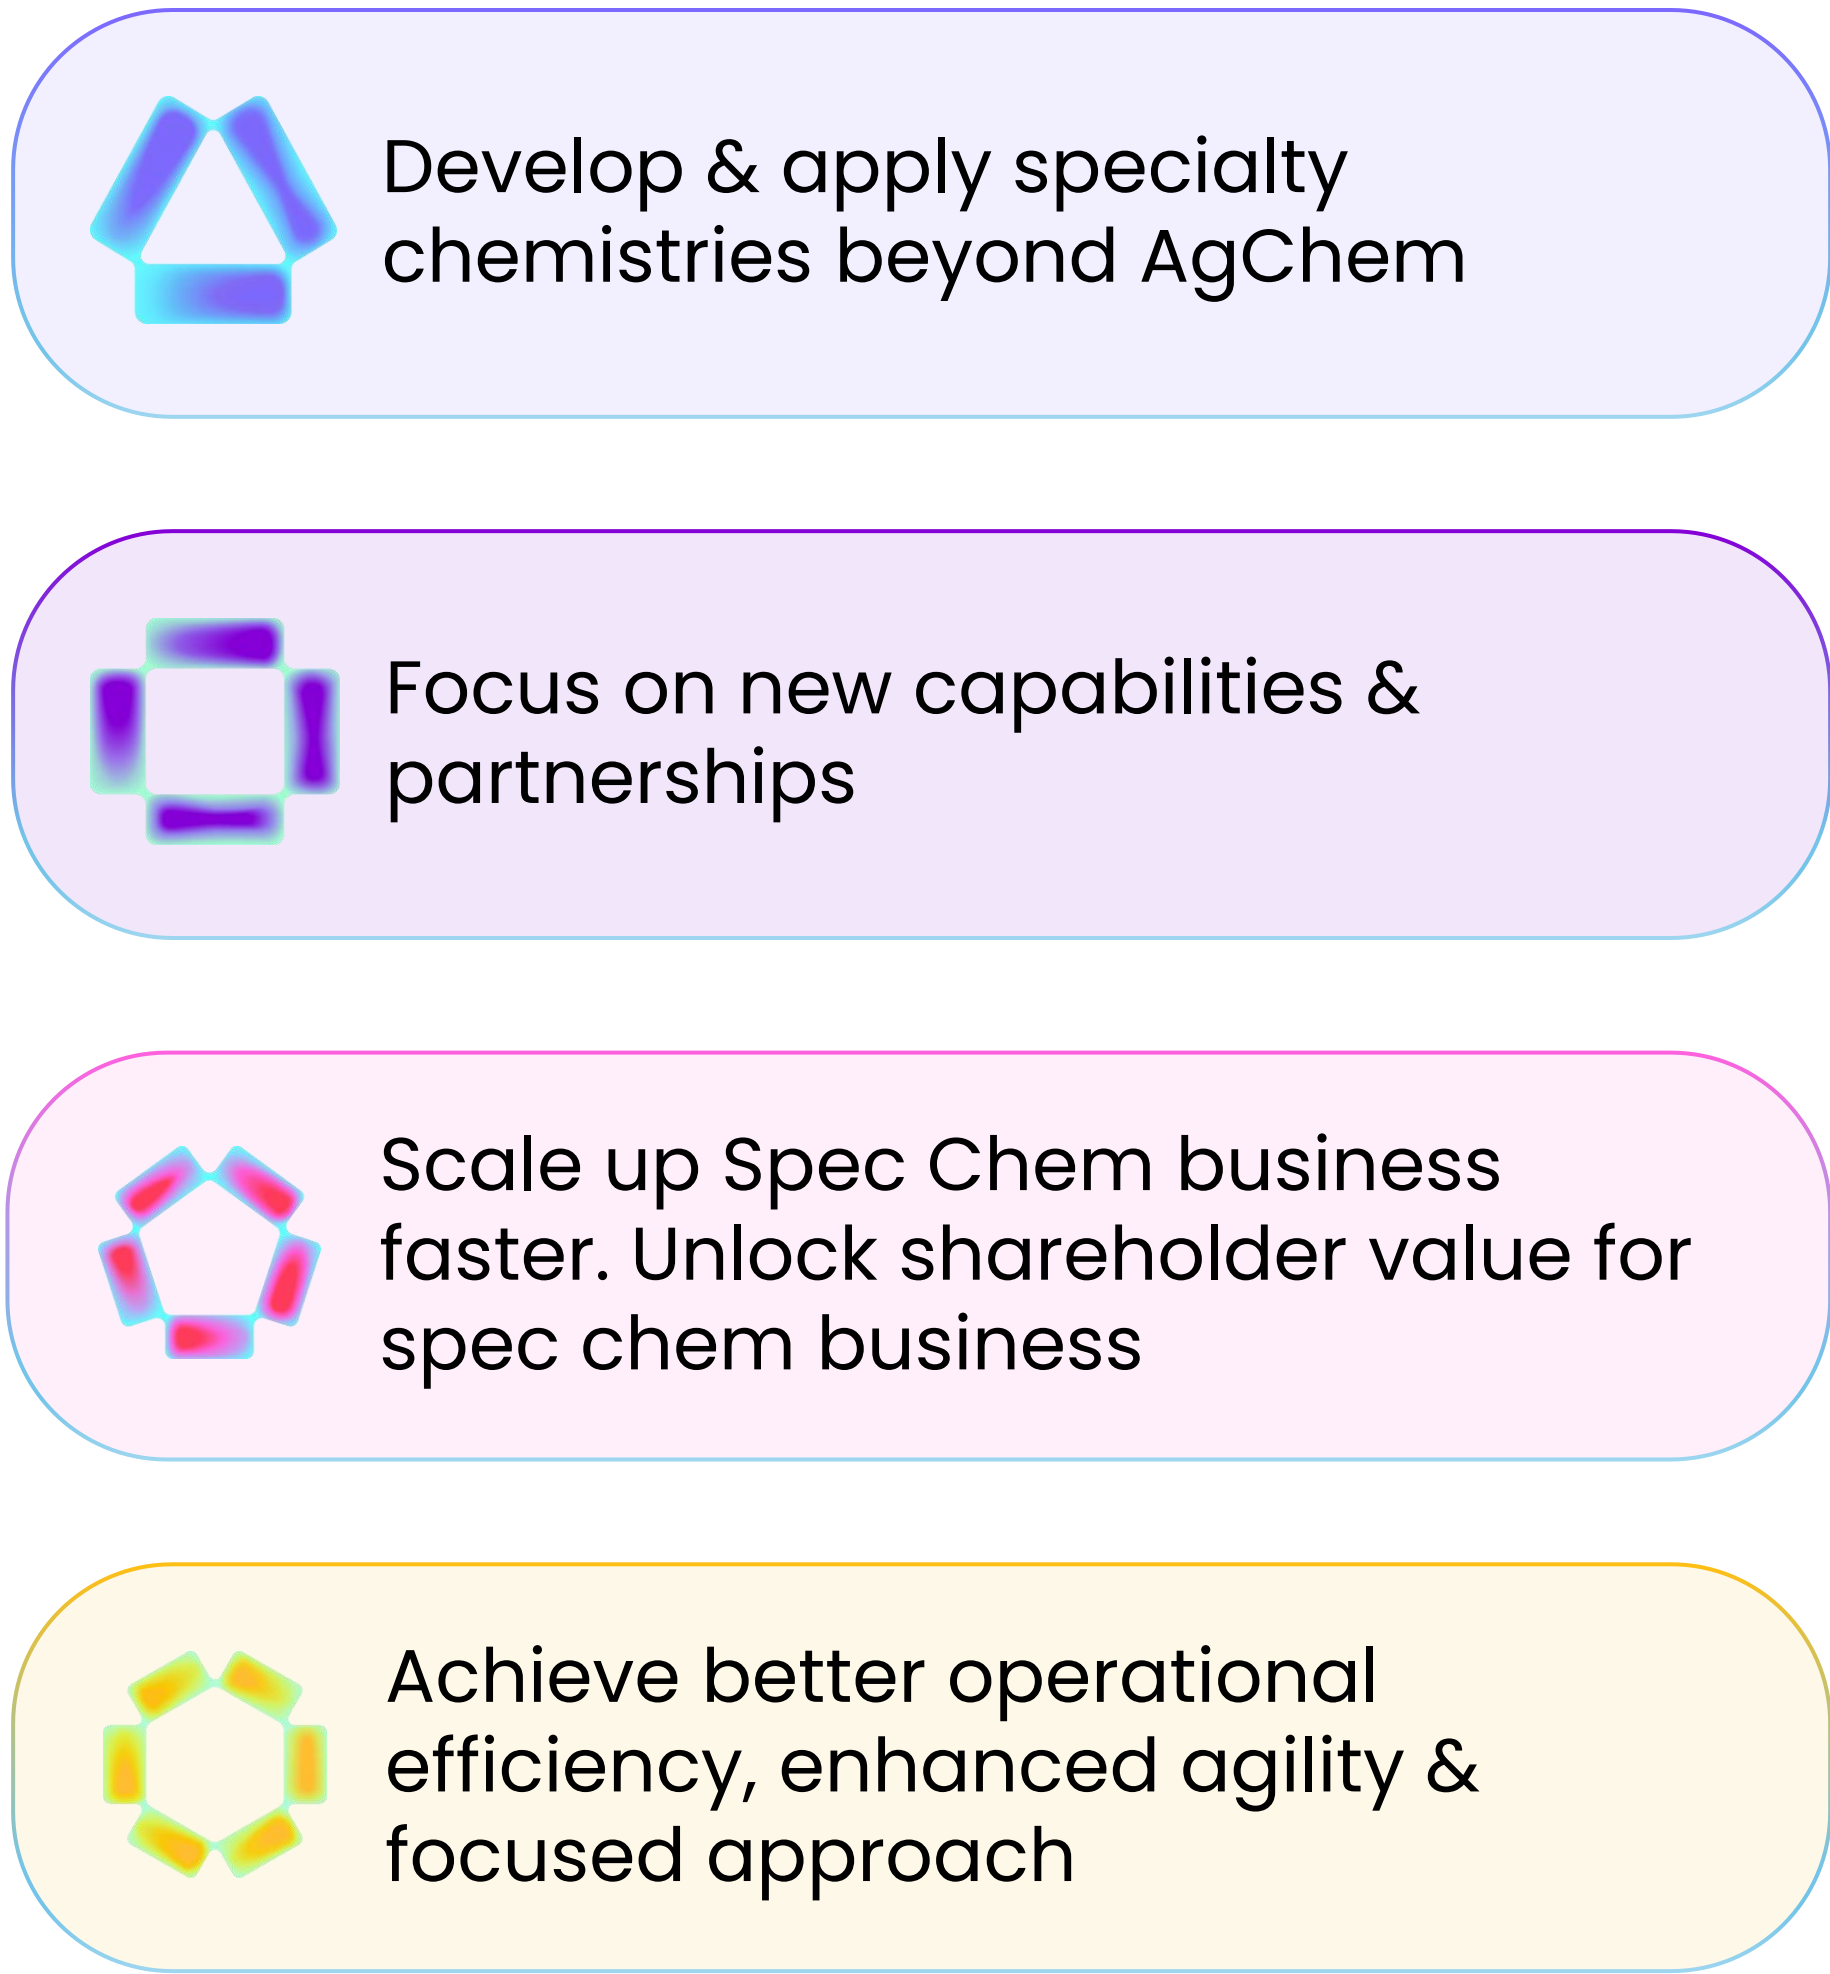 Develop & apply specialty
chemistries beyond AgChem
Focus on new capabilities &
partnerships
Scale up Spec Chem business
faster. Unlock shareholder value for
spec chem business
Achieve better operational
efficiency, enhanced agility &
focused approach